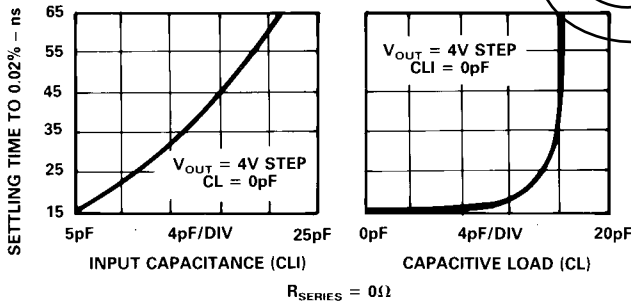 SETTLING TIME TO 0.02% – ns
65
55
45
35
25
15
V_OUT = 4V STEP
CL = 0pF
5pF 4pF/DIV 25pF
INPUT CAPACITANCE (CLI)
V_OUT = 4V STEP
CLI = 0pF
0pF 4pF/DIV 20pF
CAPACITIVE LOAD (CL)
R_SERIES = 0Ω